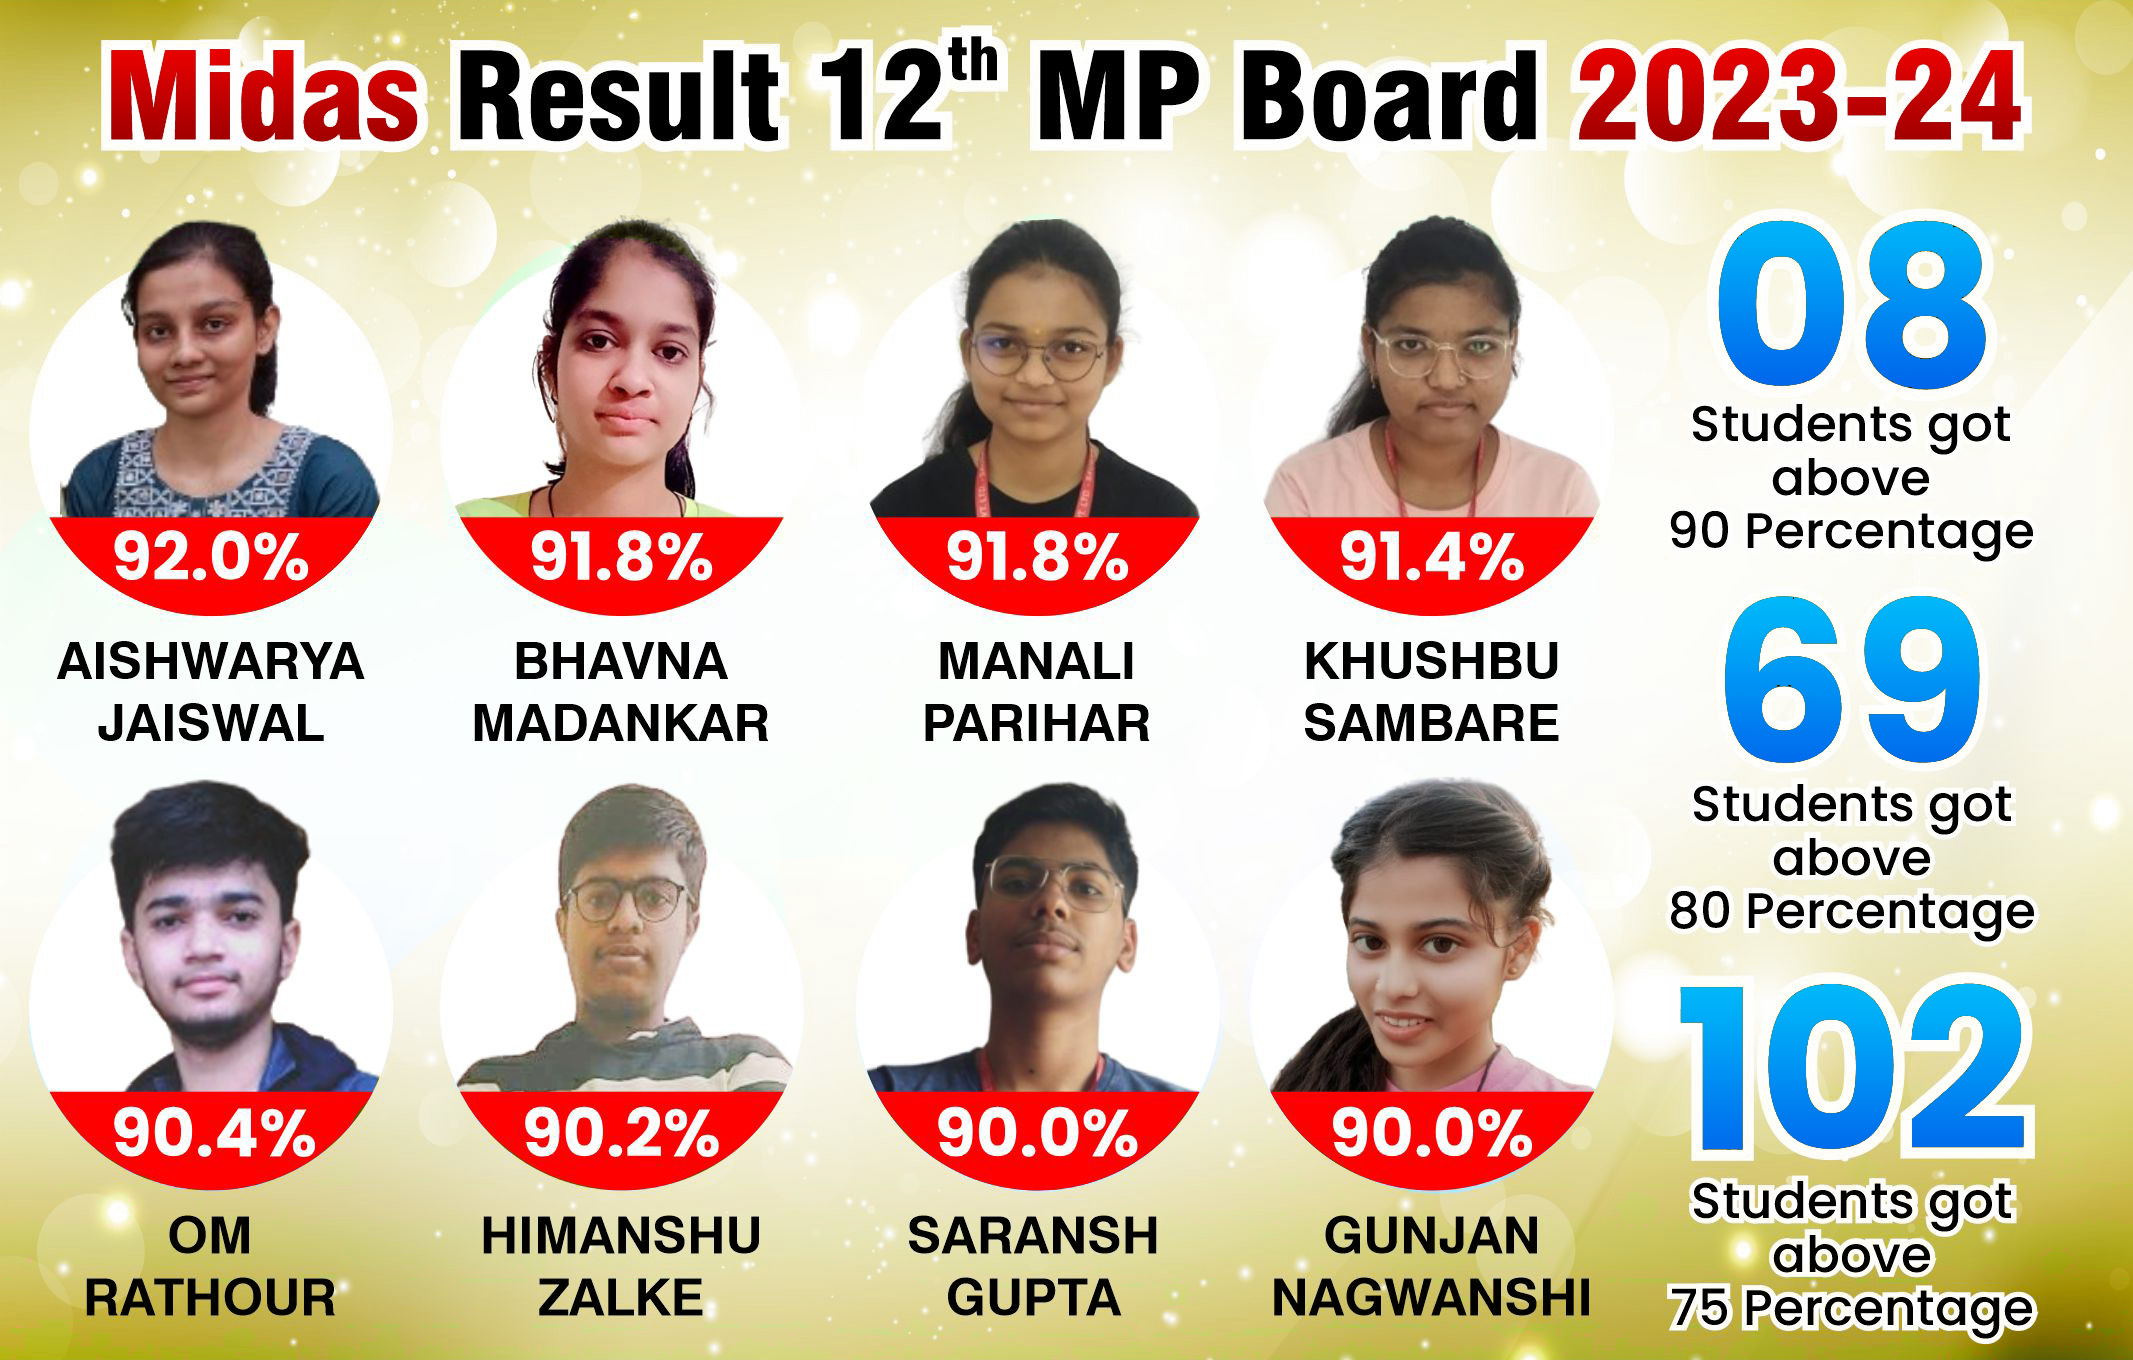 Midas Result 12th MP Board 2023-24
92.0%
AISHWARYA
JAISWAL
91.8%
BHAVNA
MADANKAR
91.8%
MANALI
PARIHAR
91.4%
KHUSHBU
SAMBARE
90.4%
OM
RATHOUR
90.2%
HIMANSHU
ZALKE
90.0%
SARANSH
GUPTA
90.0%
GUNJAN
NAGWANSHI
08
Students got
above
90 Percentage
69
Students got
above
80 Percentage
102
Students got
above
75 Percentage